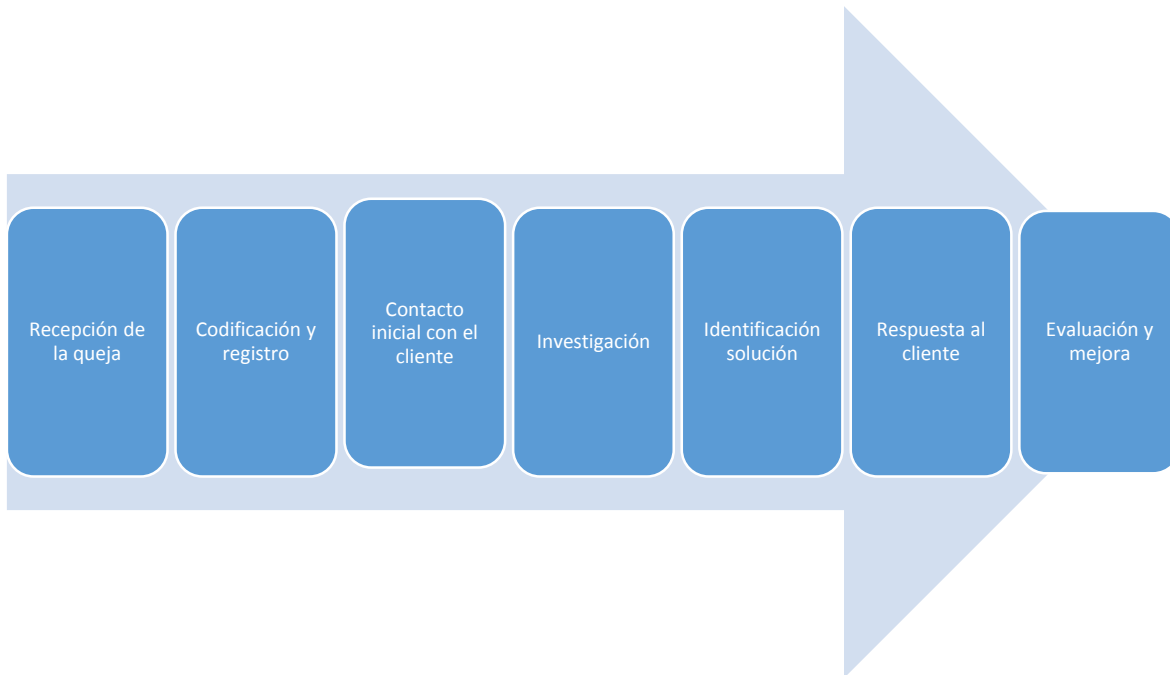 Recepción de
la queja
Codificación y
registro
Contacto
inicial con el
cliente
Investigación
Identificación
solución
Respuesta al
cliente
Evaluación y
mejora